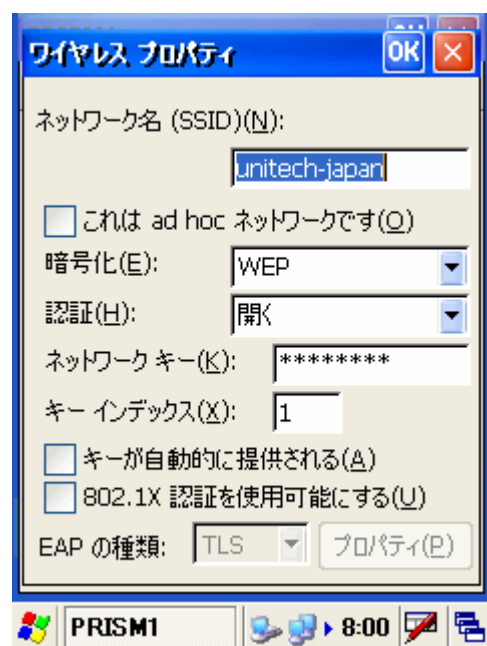 ワイヤレス プロパティ OK
ネットワーク名 (SSID)(N):
unitech-japan
これは ad hoc ネットワークです(O)
暗号化(E): WEP
認証(H): 開く
ネットワーク キー(K): ********
キー インデックス(X): 1
キーが自動的に提供される(A)
802.1X 認証を使用可能にする(U)
EAP の種類: TLS プロパティ(P)
PRISM1 8:00